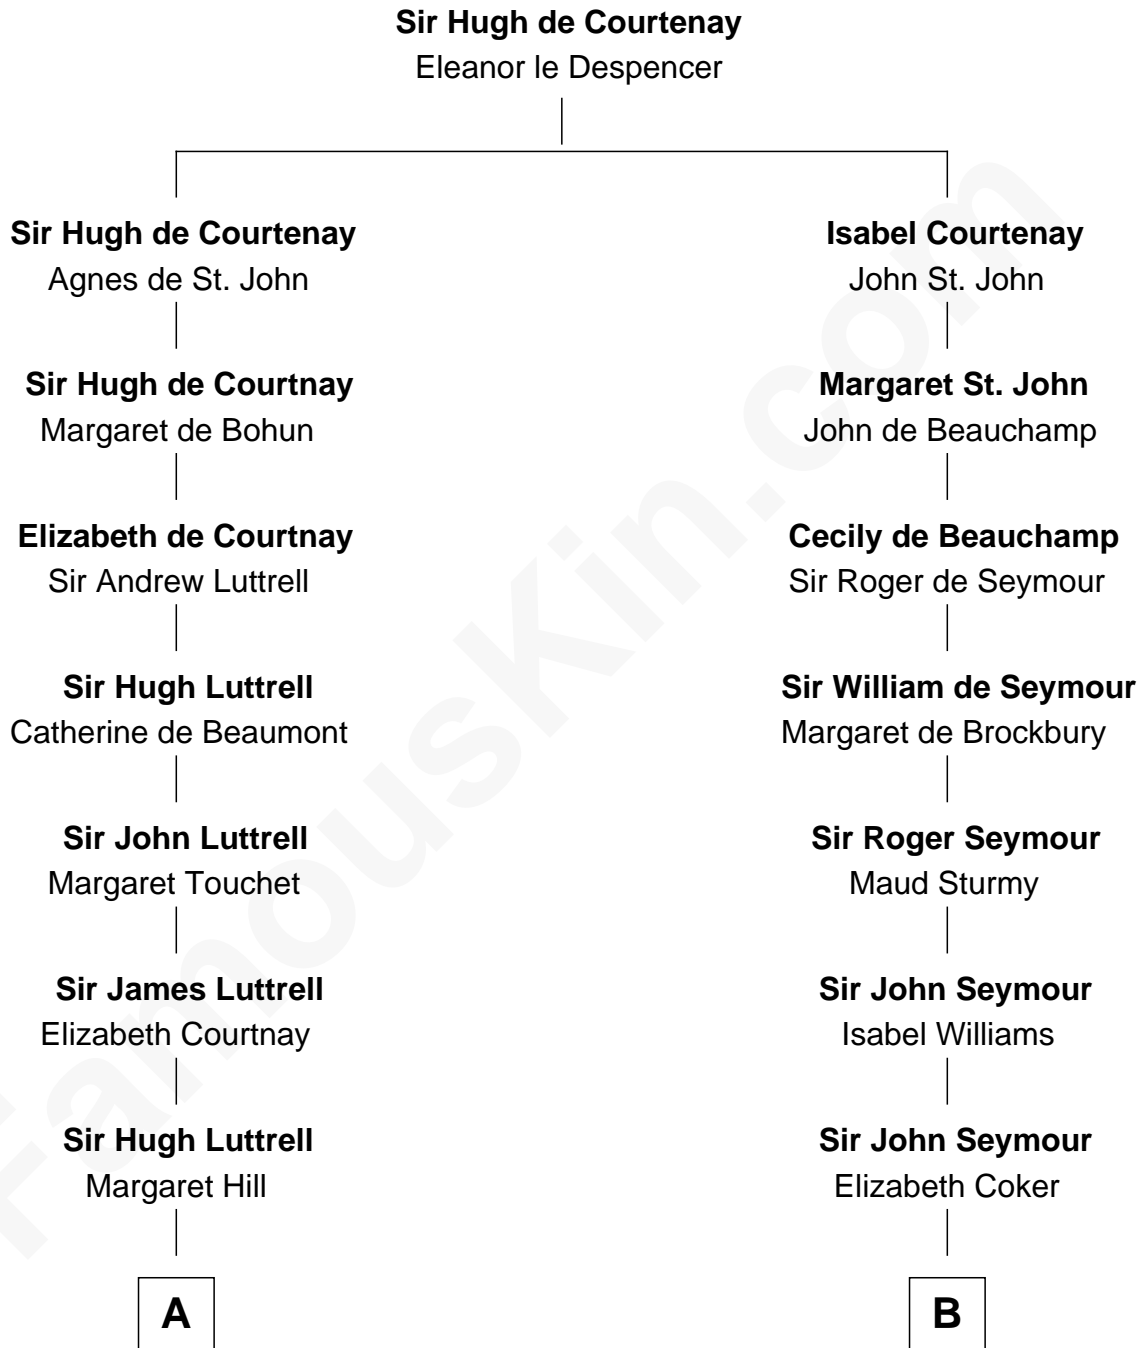 Sir Hugh de Courtenay
Eleanor le Despencer
Sir Hugh de Courtenay
Agnes de St. John
Sir Hugh de Courtnay
Margaret de Bohun
Elizabeth de Courtnay
Sir Andrew Luttrell
Sir Hugh Luttrell
Catherine de Beaumont
Sir John Luttrell
Margaret Touchet
Sir James Luttrell
Elizabeth Courtnay
Sir Hugh Luttrell
Margaret Hill
A
Isabel Courtenay
John St. John
Margaret St. John
John de Beauchamp
Cecily de Beauchamp
Sir Roger de Seymour
Sir William de Seymour
Margaret de Brockbury
Sir Roger Seymour
Maud Sturmy
Sir John Seymour
Isabel Williams
Sir John Seymour
Elizabeth Coker
B
FamousKin.com